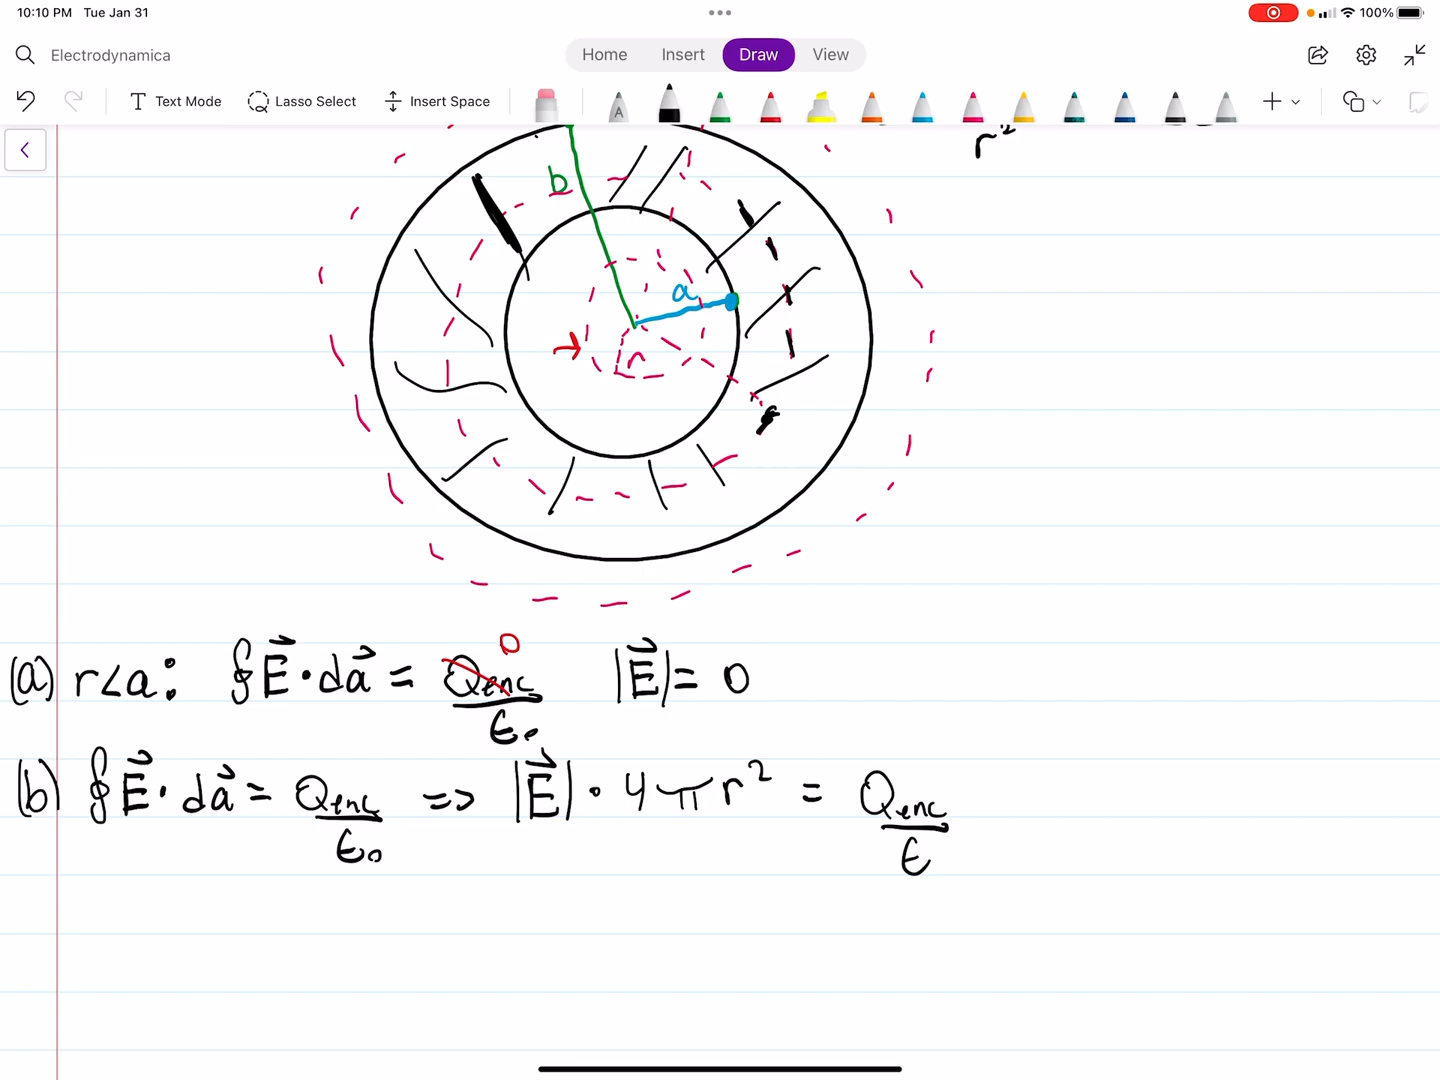 10:10 PM Tue Jan 31
100%
Electrodynamica
Home Insert Draw View
Text Mode Lasso Select Insert Space
A
r²
b
a
r
(a) r<a: ∮E⃗·da⃗ = Qenc/ϵ₀ 0 |E⃗|= 0
(b) ∮E⃗·da⃗ = Qenc/ϵ₀ => |E⃗|·4πr² = Qenc/ϵ